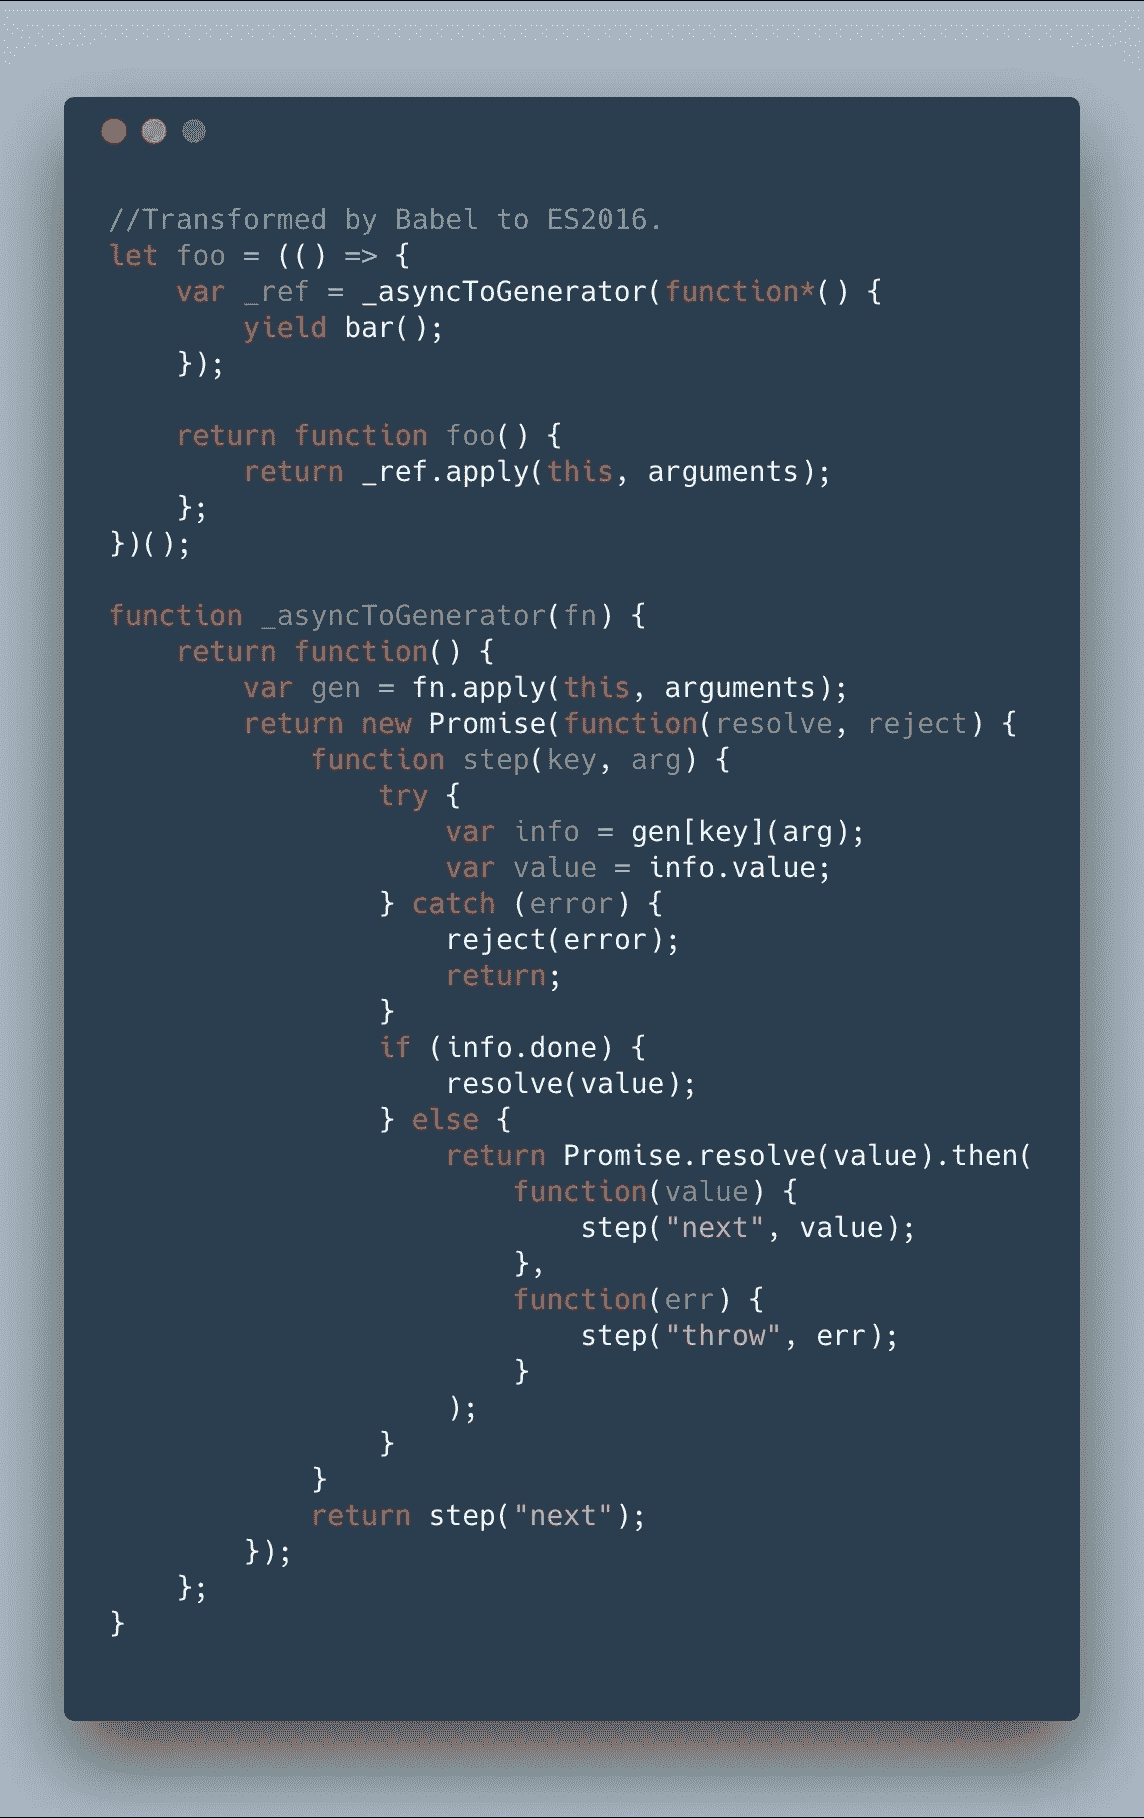 //Transformed by Babel to ES2016.
let foo = (() => {
    var _ref = _asyncToGenerator(function*() {
        yield bar();
    });

    return function foo() {
        return _ref.apply(this, arguments);
    };
})();

function _asyncToGenerator(fn) {
    return function() {
        var gen = fn.apply(this, arguments);
        return new Promise(function(resolve, reject) {
            function step(key, arg) {
                try {
                    var info = gen[key](arg);
                    var value = info.value;
                } catch (error) {
                    reject(error);
                    return;
                }
                if (info.done) {
                    resolve(value);
                } else {
                    return Promise.resolve(value).then(
                        function(value) {
                            step("next", value);
                        },
                        function(err) {
                            step("throw", err);
                        }
                    );
                }
            }
            return step("next");
        });
    };
}